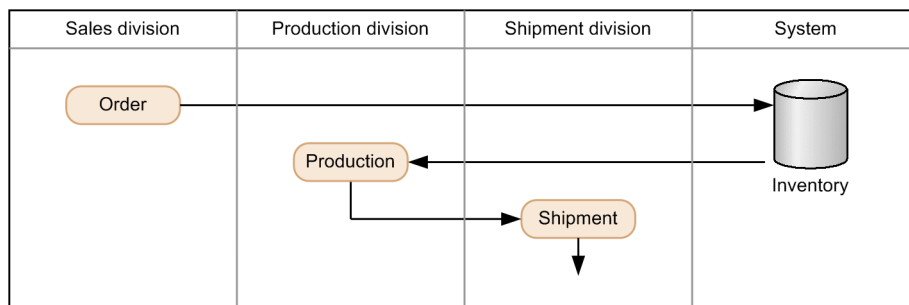 Sales division
Production division
Shipment division
System
Order
Production
Inventory
Shipment